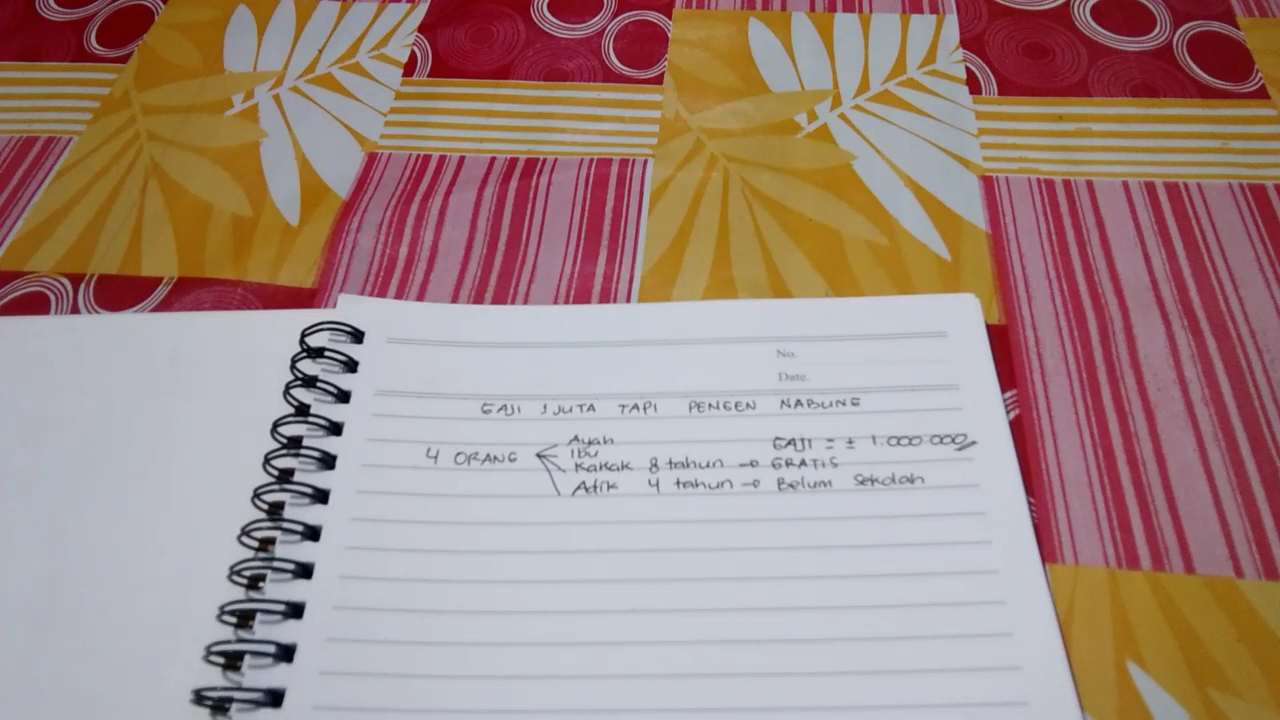 No.
Date.
GAJI 1 JUTA TAPI PENGEN NABUNG
4 ORANG
Ayah
Ibu
Kakak 8 tahun → GRATIS
Adik 4 tahun → Belum Sekolah
GAJI = ± 1.000.000,